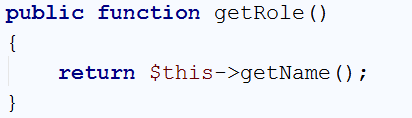 public function getRole()
{
    return $this->getName();
}